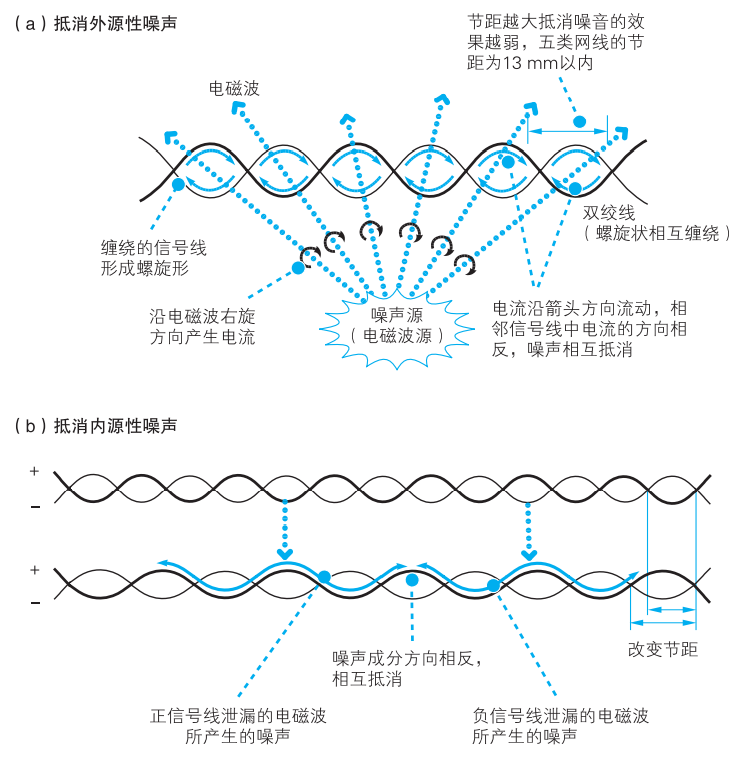 （a）抵消外源性噪声
节距越大抵消噪音的效
果越弱，五类网线的节
距为13 mm以内
电磁波
双绞线
（螺旋状相互缠绕）
缠绕的信号线
形成螺旋形
沿电磁波右旋
方向产生电流
噪声源
（电磁波源）
电流沿箭头方向流动，相
邻信号线中电流的方向相
反，噪声相互抵消
（b）抵消内源性噪声
+
−
+
−
改变节距
噪声成分方向相反，
相互抵消
正信号线泄漏的电磁波
所产生的噪声
负信号线泄漏的电磁波
所产生的噪声